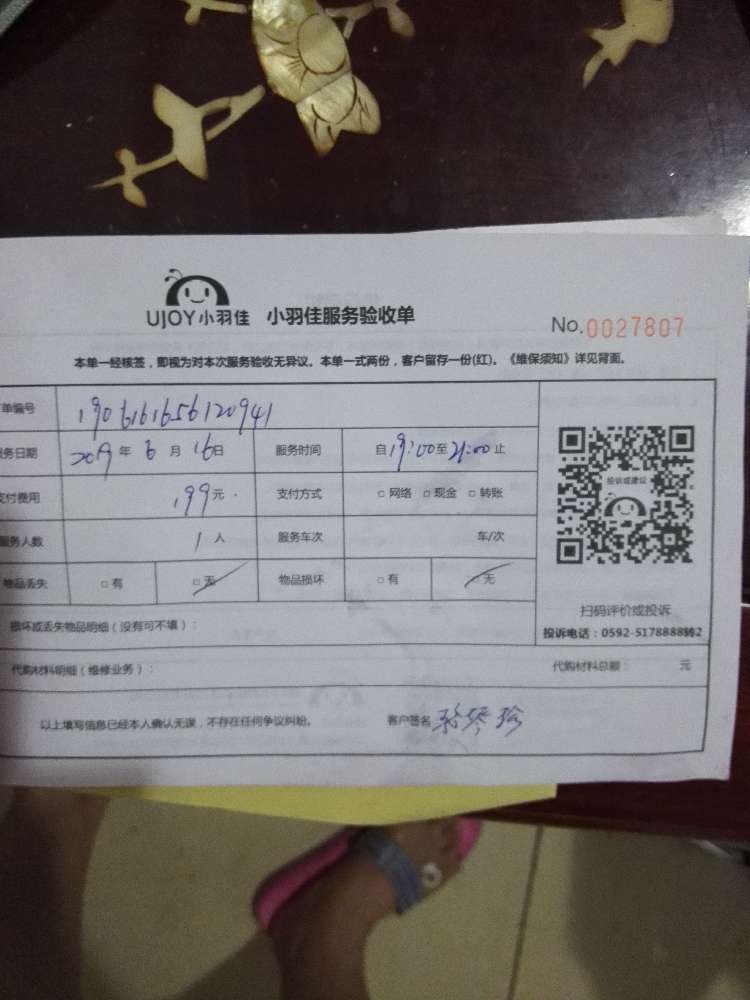 UJOY小羽佳 小羽佳服务验收单
No.0027807
本单一经核签,即视为对本次服务验收无异议。本单一式两份,客户留存一份(红)。《维保须知》详见背面。
单编号 1906161656120941
务日期 2019年6月16日 服务时间 自19:00至21:00止
支付费用 199元 支付方式 □网络 □现金 □转账
服务人数 1人 服务车次 车/次
物品丢失 □有 □无 物品损坏 □有 □无
投诉或建议
扫码评价或投诉
投诉电话:0592-5178888转2
损坏或丢失物品明细(没有可不填):
代购材料明细(维修业务): 代购材料总额: 元
以上填写信息已经本人确认无误,不存在任何争议纠纷。 客户签名